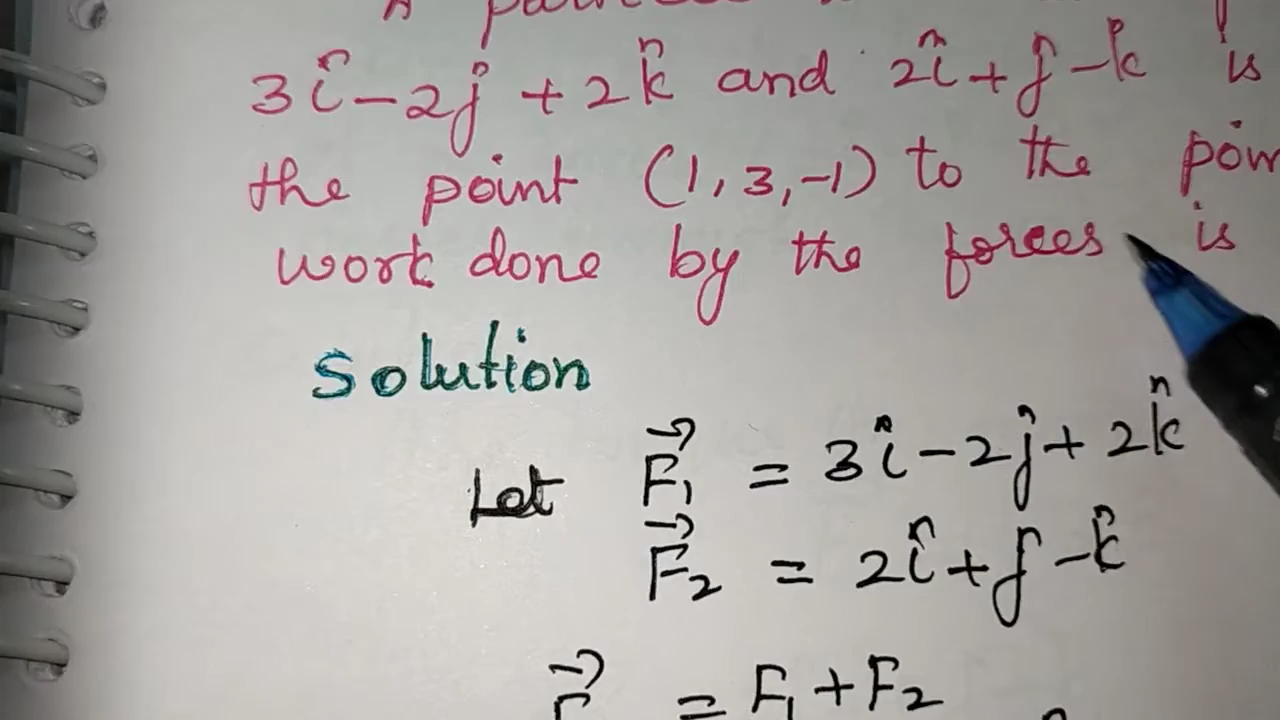 A
3î - 2ĵ + 2k̂ and 2î + ĵ - k̂ is
the point (1, 3, -1) to the
work done by the forces is
Solution
Let F⃗₁ = 3î - 2ĵ + 2k̂
F⃗₂ = 2î + ĵ - k̂
= F₁ + F₂